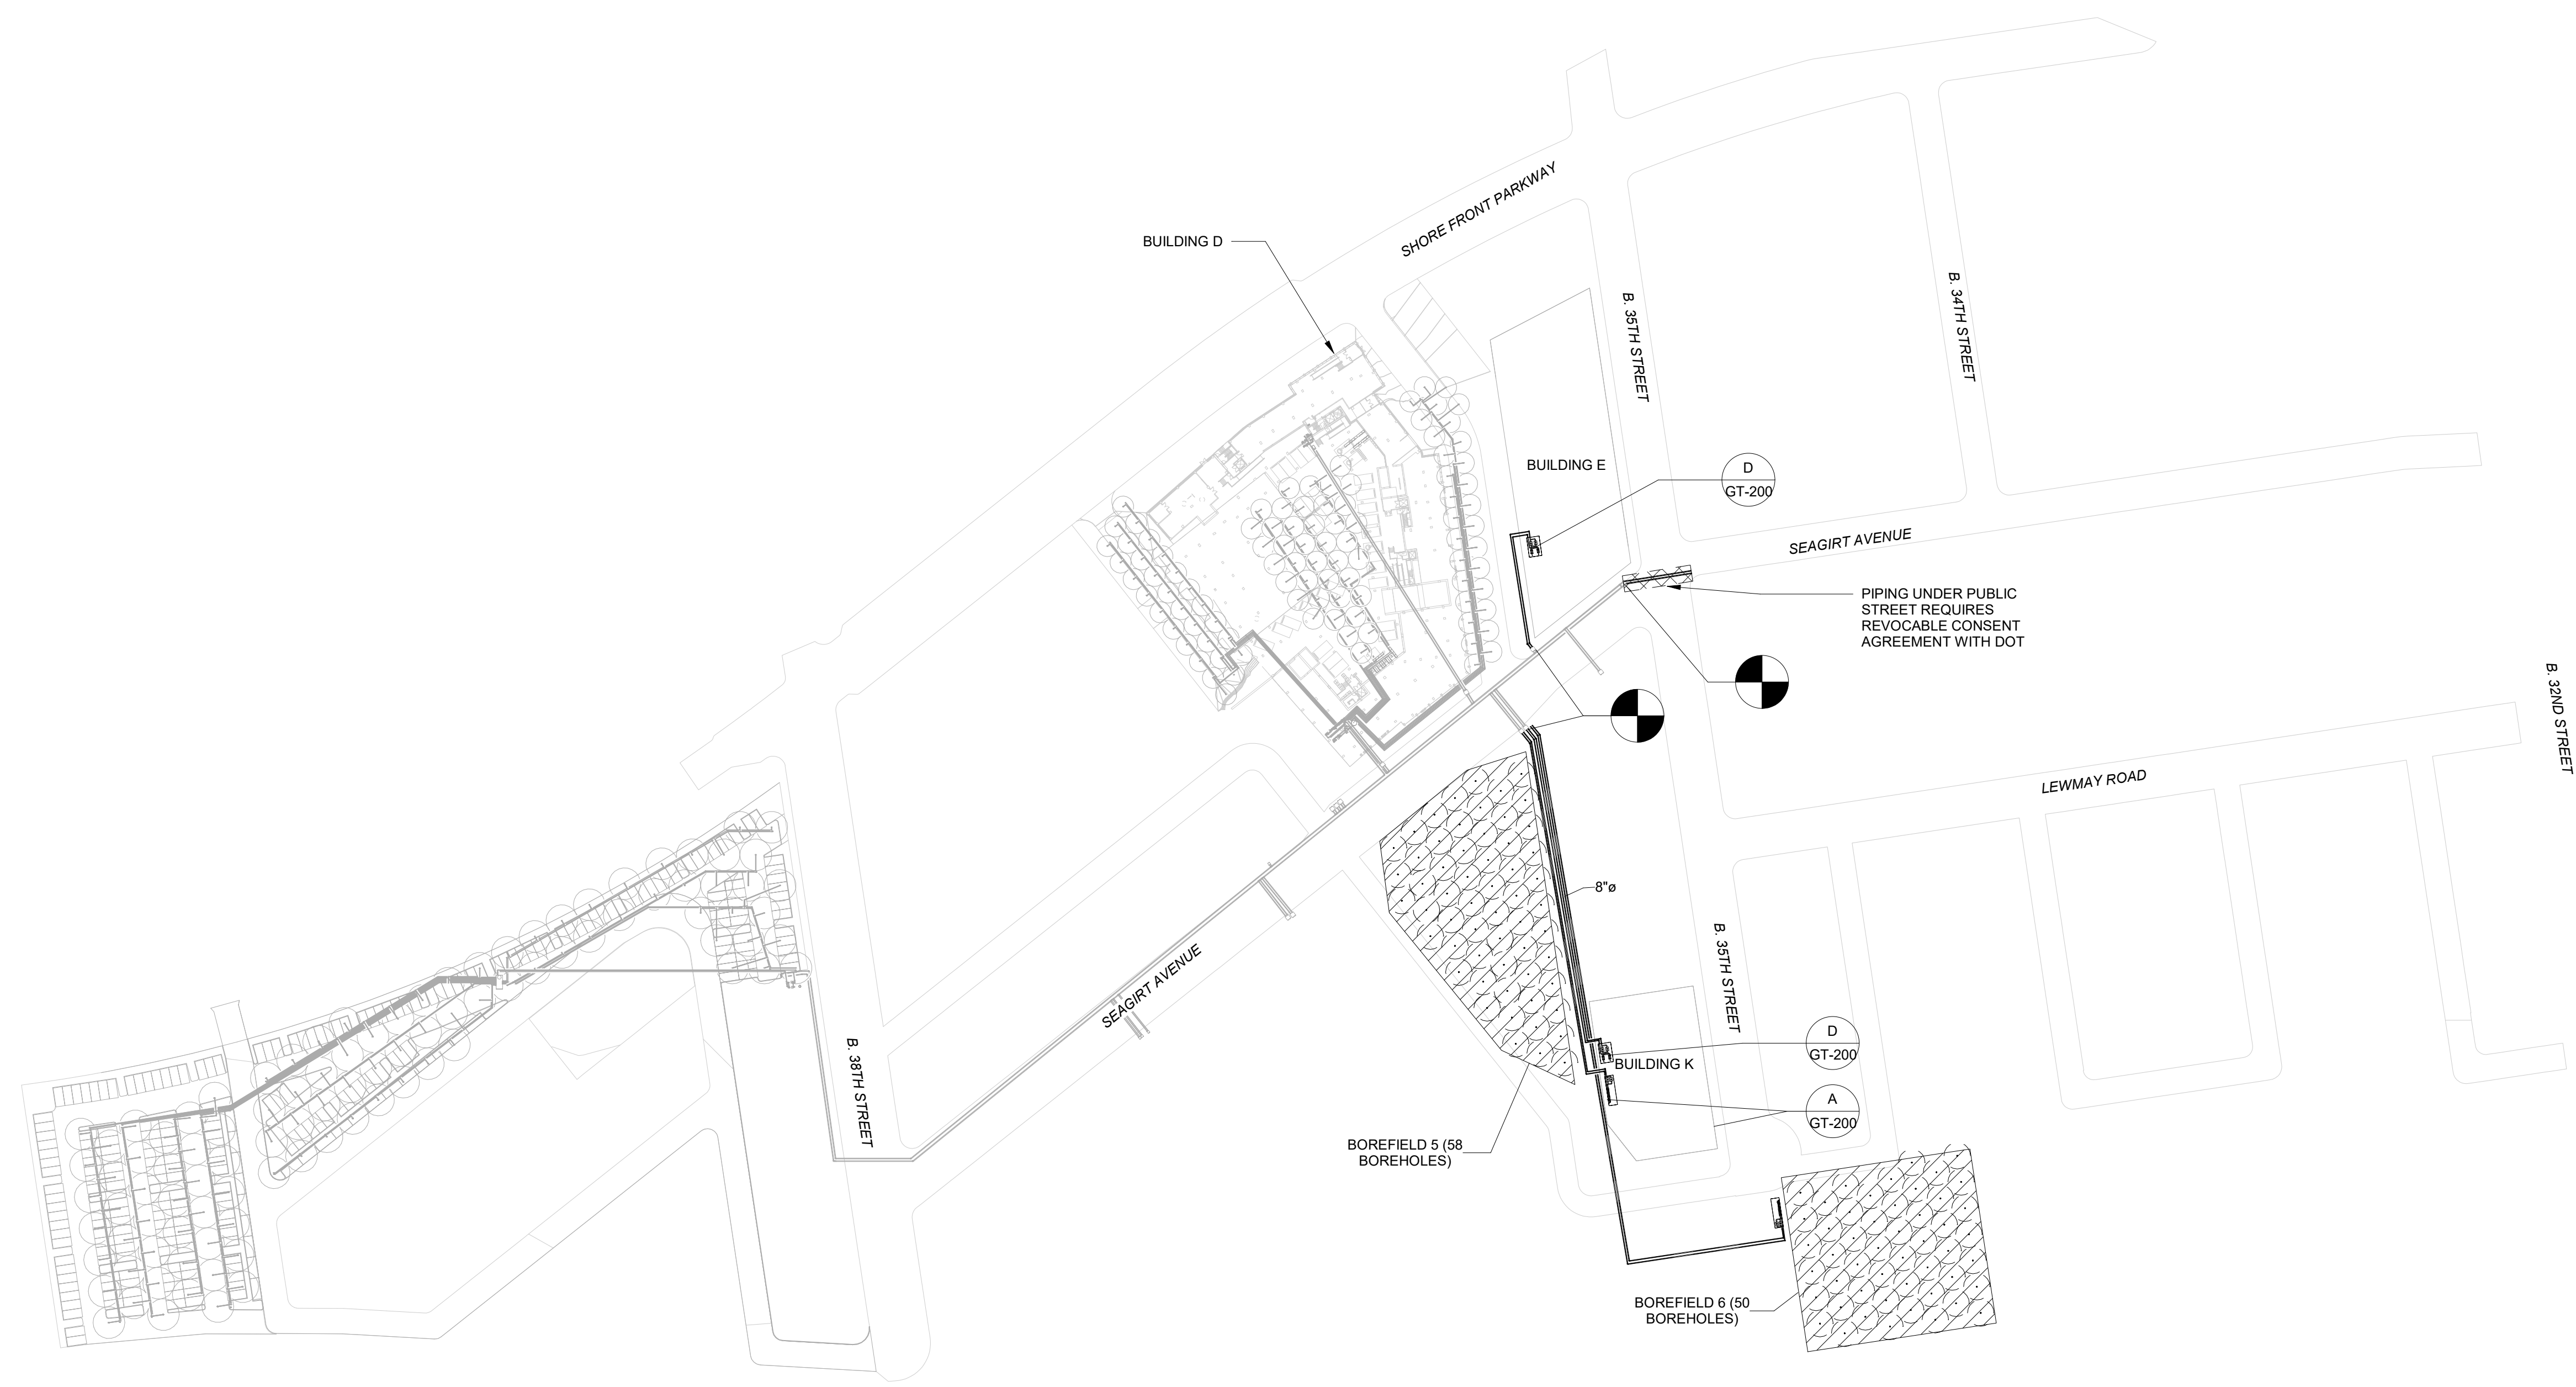 SHORE FRONT PARKWAY
BUILDING D
B. 35TH STREET
B. 34TH STREET
BUILDING E
D
GT-200
SEAGIRT AVENUE
PIPING UNDER PUBLIC
STREET REQUIRES
REVOCABLE CONSENT
AGREEMENT WITH DOT
B. 32ND STREET
LEWMAY ROAD
8"ø
SEAGIRT AVENUE
B. 35TH STREET
B. 38TH STREET
D
GT-200
BUILDING K
A
GT-200
BOREFIELD 5 (58
BOREHOLES)
BOREFIELD 6 (50
BOREHOLES)